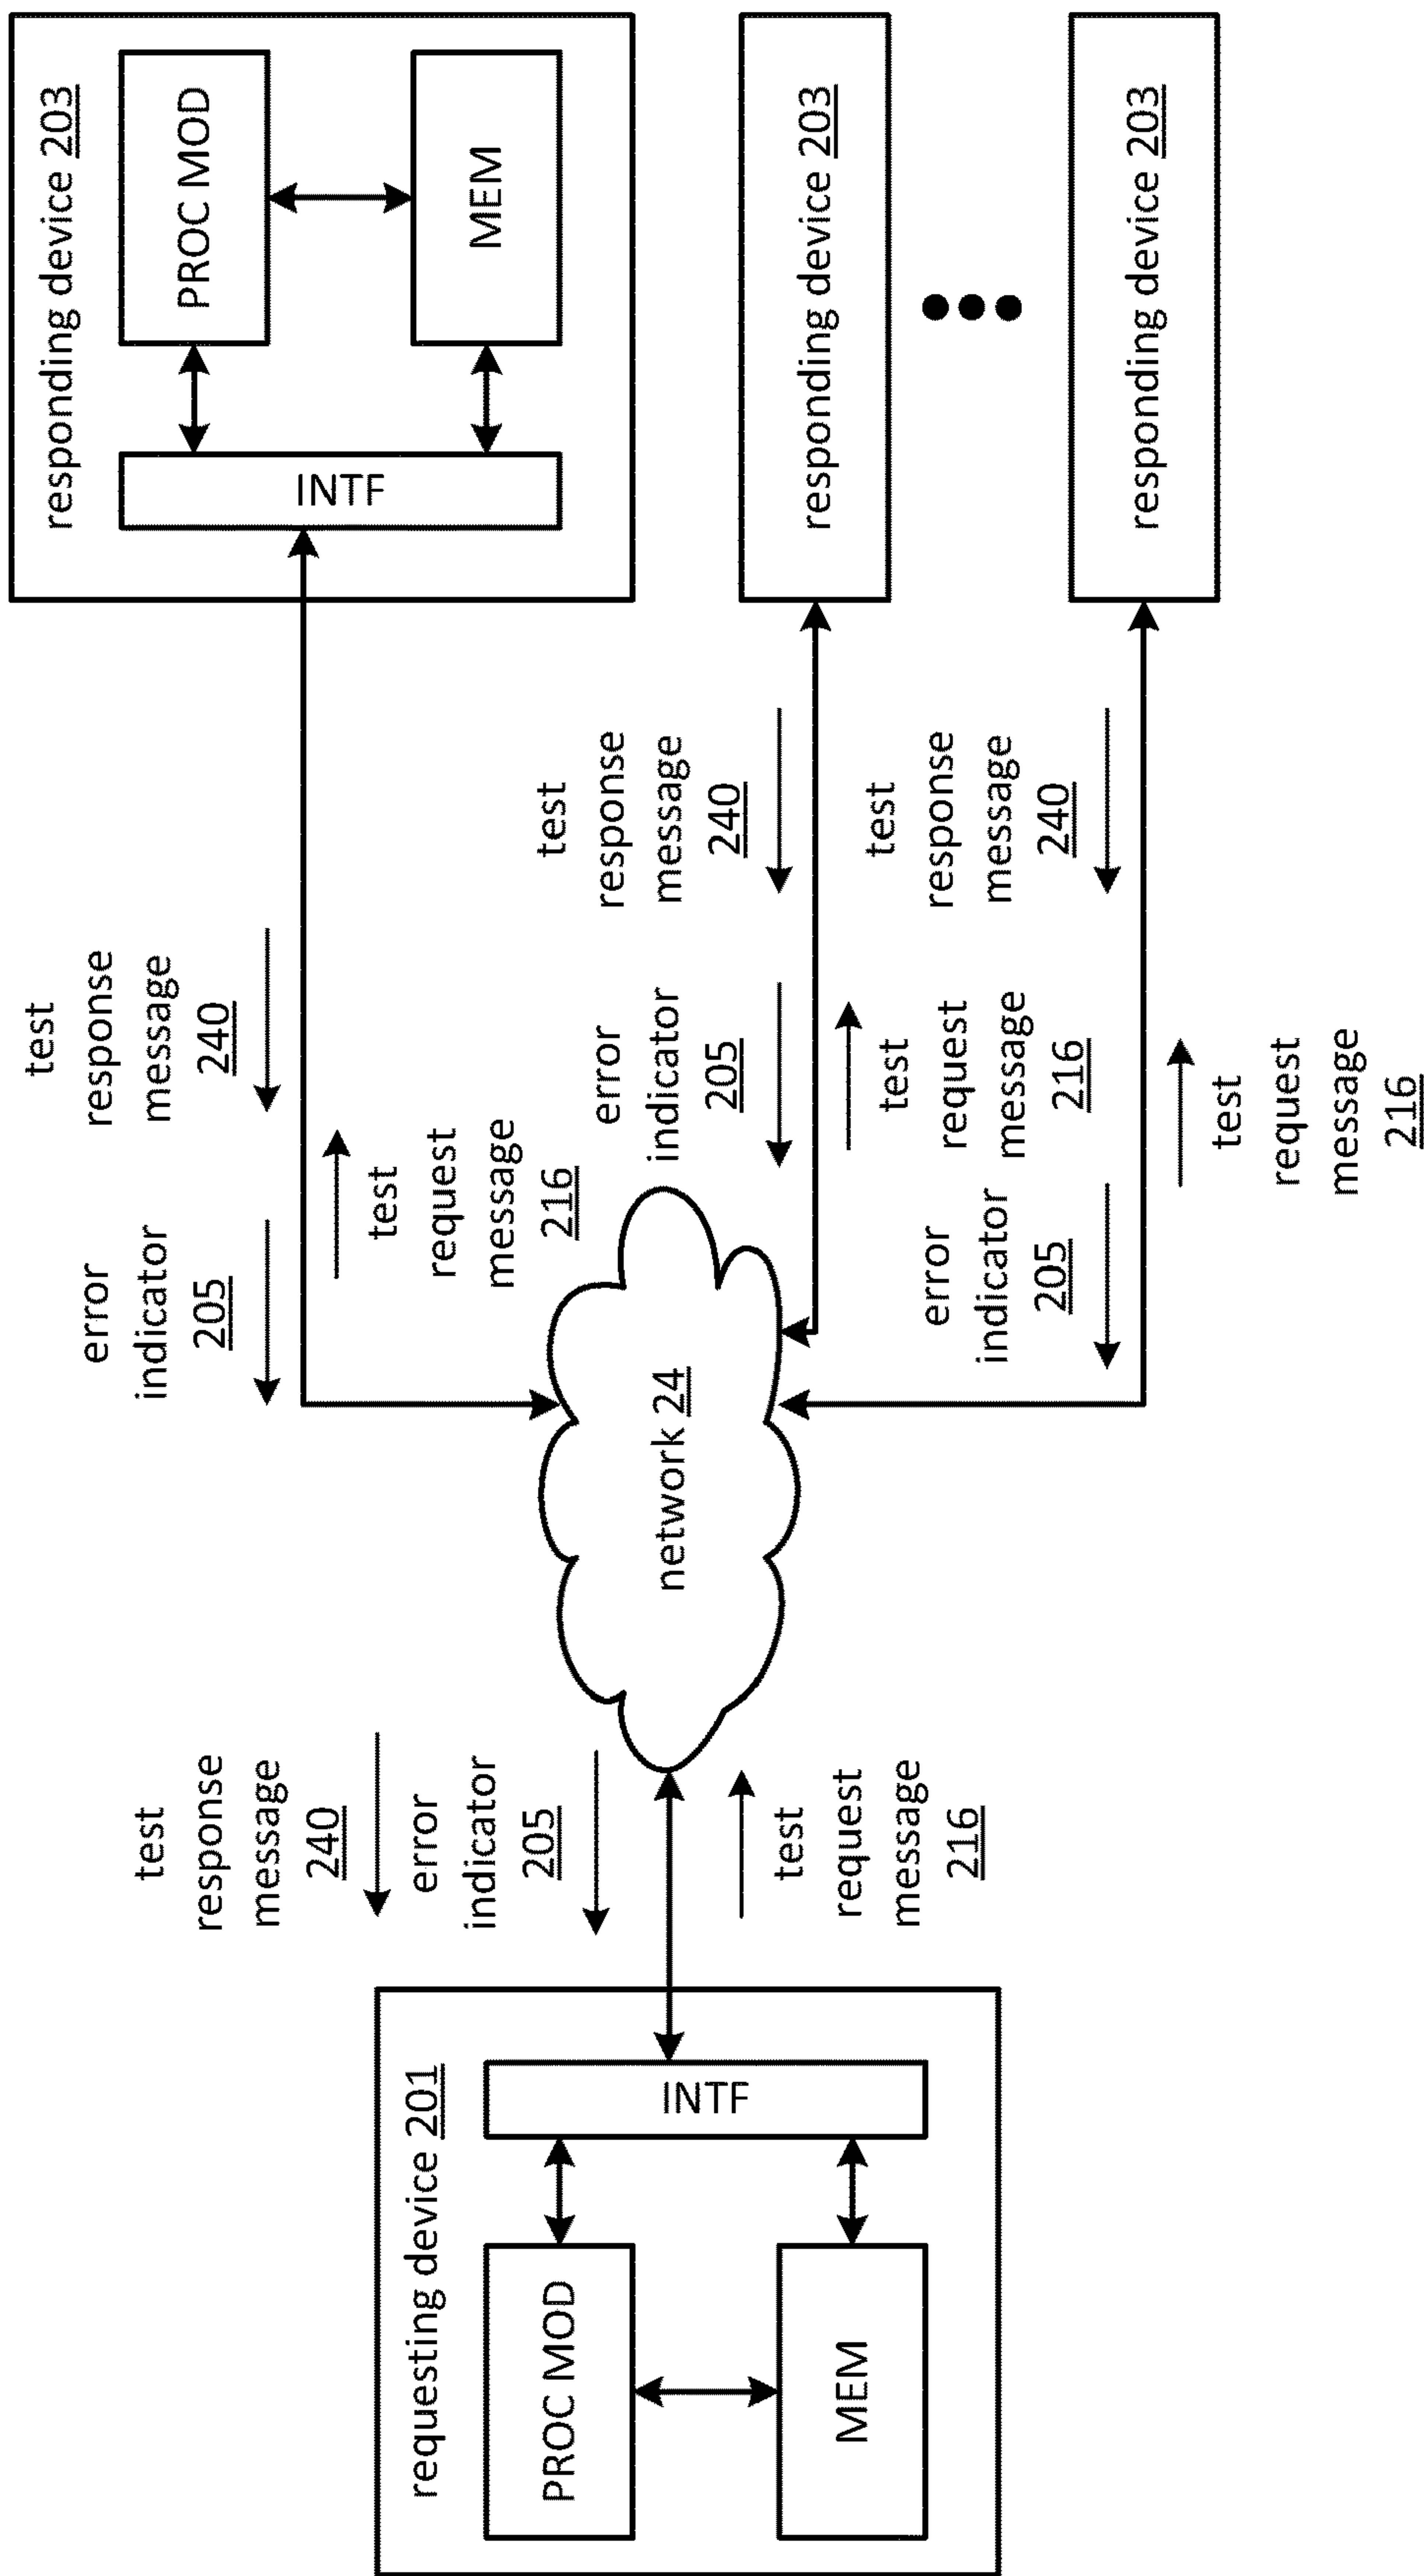 requesting device 201
PROC MOD
MEM
INTF
test
response
message
240
error
indicator
205
test
request
message
216
network 24
error
indicator
205
test
response
message
240
test
request
message
216
responding device 203
INTF
PROC MOD
MEM
error
indicator
205
test
response
message
240
test
request
message
216
responding device 203
error
indicator
205
test
response
message
240
test
request
message
216
responding device 203